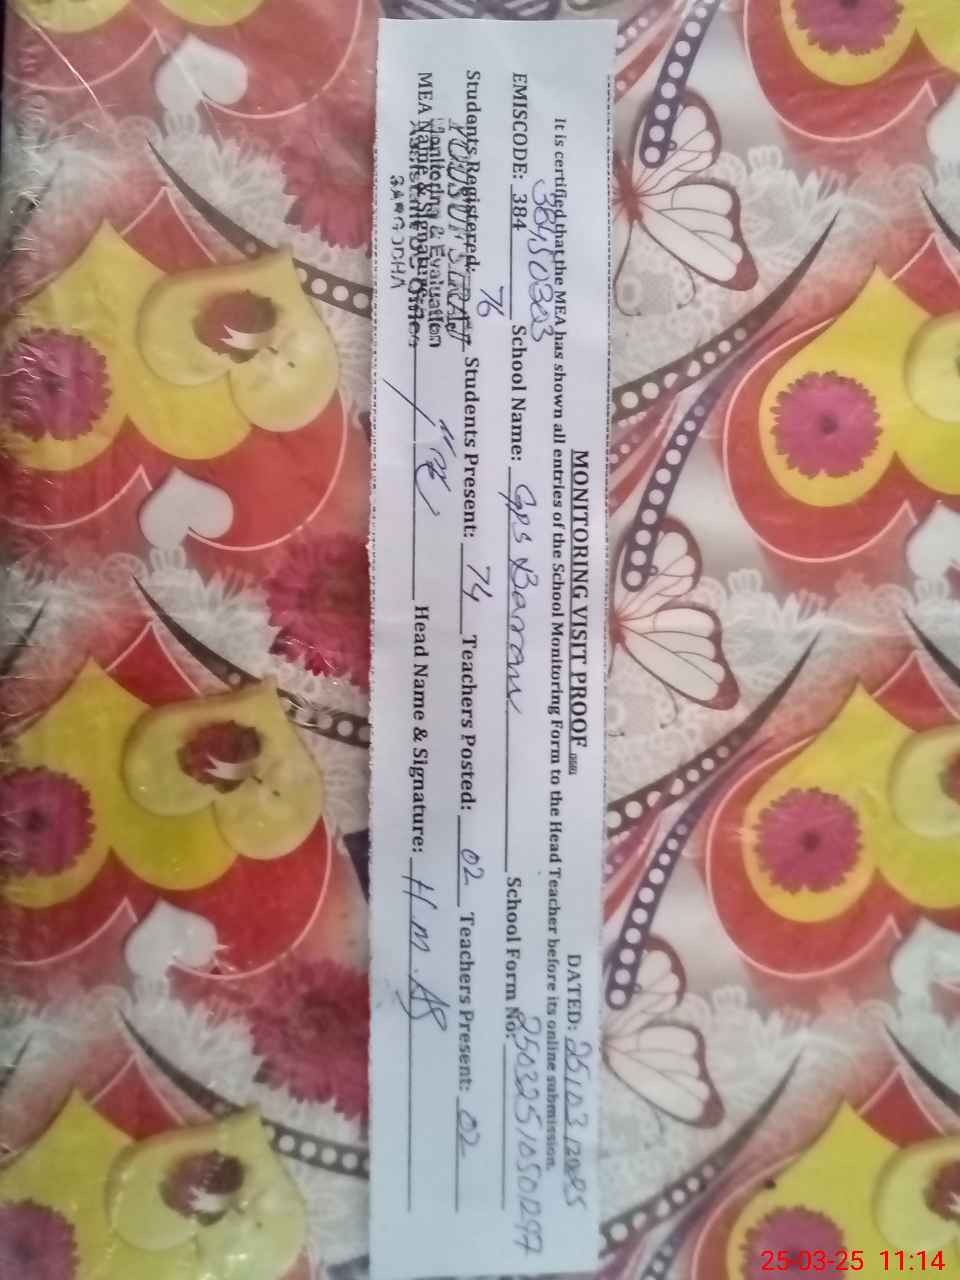 MONITORING VISIT PROOF DATED: 25/03/2025
It is certified that the MEA has shown all entries of the School Monitoring Form to the Head Teacher before its online submission.
EMISCODE: 384 38450303 School Name: GPS Barran School Form No: 25032510501297
Students Registered: 76 Students Present: 74 Teachers Posted: 02 Teachers Present: 02
MEA Name & Signature: Head Name & Signature: H.M
Monitoring & Evaluation
SARGODHA
25-03-25 11:14